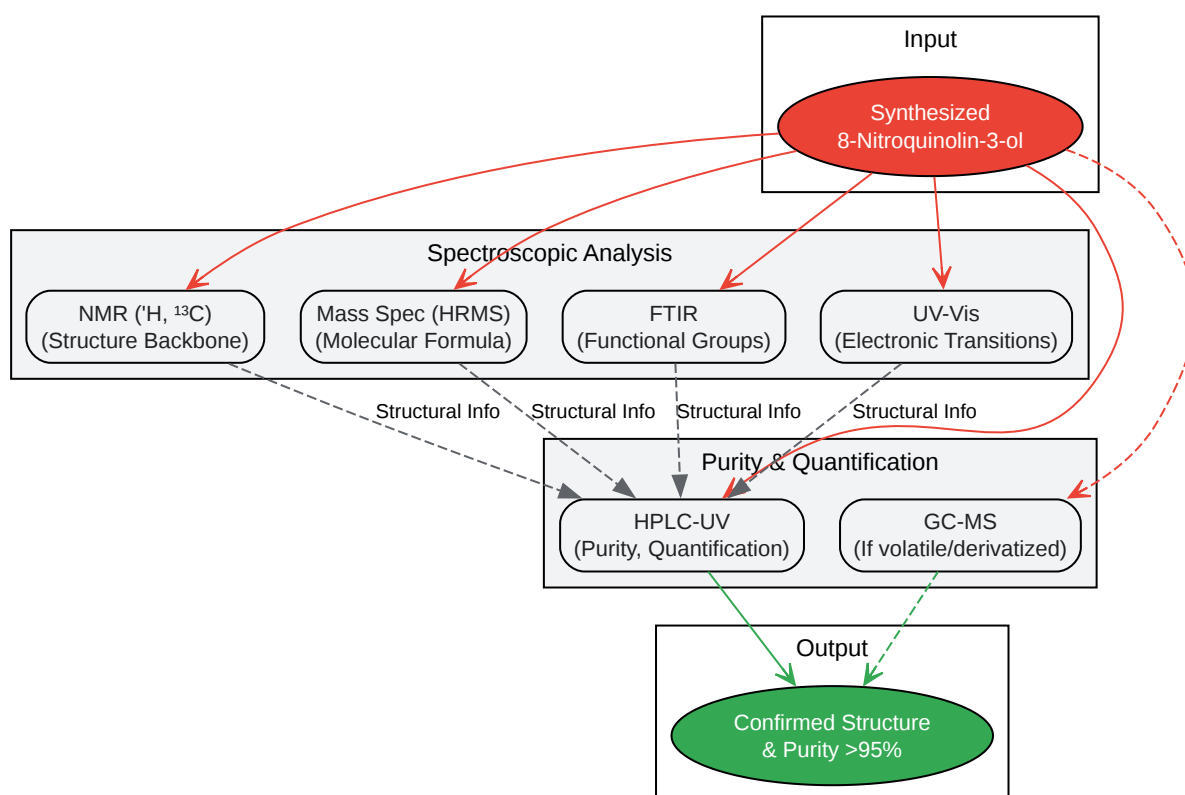 Input
Synthesized
8-Nitroquinolin-3-ol
Spectroscopic Analysis
NMR ('H, ¹³C)
(Structure Backbone)
Mass Spec (HRMS)
(Molecular Formula)
FTIR
(Functional Groups)
UV-Vis
(Electronic Transitions)
Structural Info
Structural Info
Structural Info
Structural Info
Purity & Quantification
HPLC-UV
(Purity, Quantification)
GC-MS
(If volatile/derivatized)
Output
Confirmed Structure
& Purity >95%